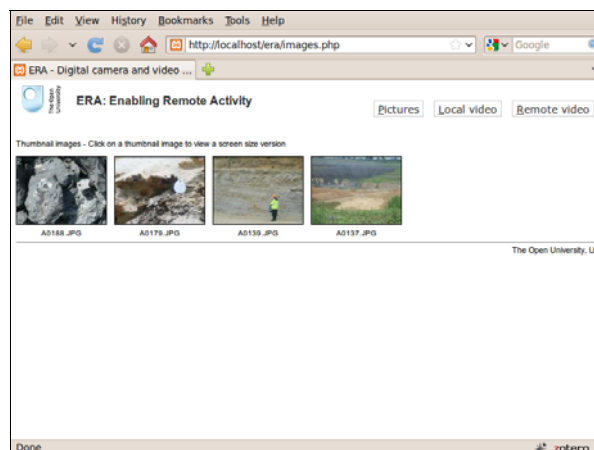 File Edit View History Bookmarks Tools Help
http://localhost/era/images.php
Google
ERA - Digital camera and video ...
The Open University
ERA: Enabling Remote Activity
Pictures Local video Remote video
Thumbnail images - Click on a thumbnail image to view a screen size version
A0188.JPG A0179.JPG A0139.JPG A0137.JPG
The Open University, U
Done
zotero